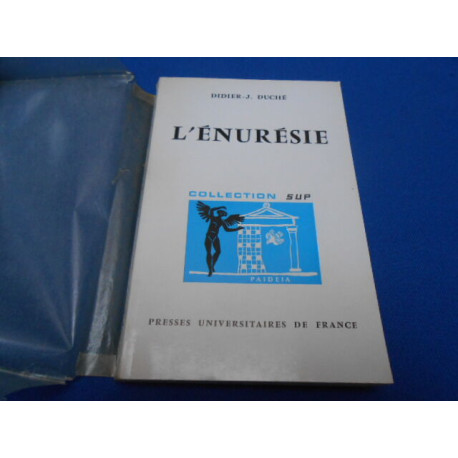 DIDIER-J. DUCHÉ
L'ÉNURÉSIE
COLLECTION SUP
PAIDEIA
PRESSES UNIVERSITAIRES DE FRANCE